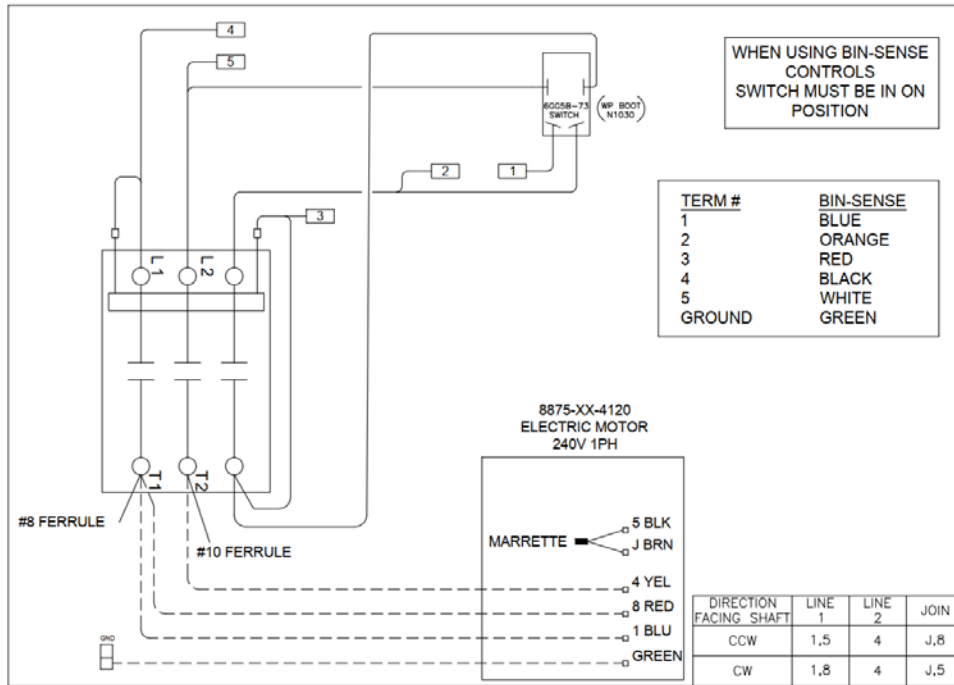 4
5
WHEN USING BIN-SENSE
CONTROLS
SWITCH MUST BE IN ON
POSITION
6GG5B-73
SWITCH
(WP BOOT
N1030)
2
1
3
TERM # BIN-SENSE
1 BLUE
2 ORANGE
3 RED
4 BLACK
5 WHITE
GROUND GREEN
L1
L2
T1
T2
#8 FERRULE
#10 FERRULE
8875-XX-4120
ELECTRIC MOTOR
240V 1PH
MARRETTE
5 BLK
J BRN
4 YEL
8 RED
1 BLU
GREEN
GND
DIRECTION FACING SHAFT LINE 1 LINE 2 JOIN
CCW 1,5 4 J,8
CW 1,8 4 J,5